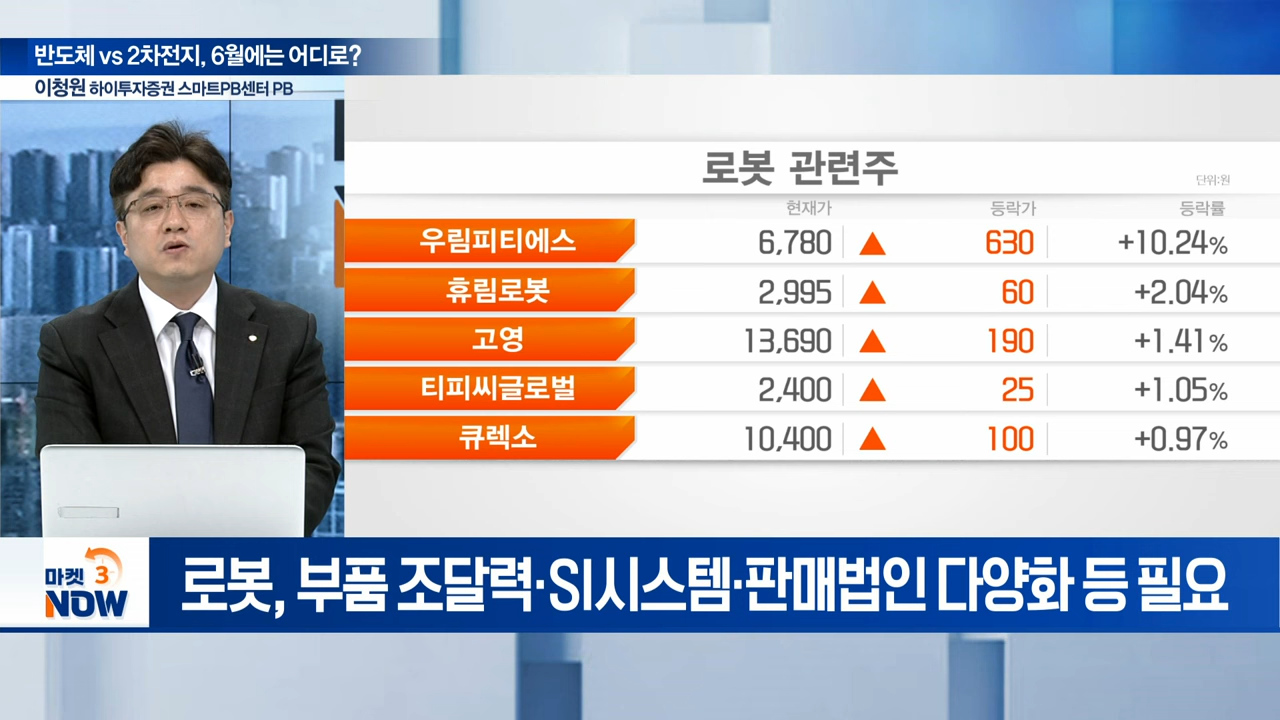 반도체 vs 2차전지, 6월에는 어디로?
이청원 하이투자증권 스마트PB센터 PB
로봇 관련주
단위:원
현재가 등락가 등락률
우림피티에스 6,780 ▲ 630 +10.24%
휴림로봇 2,995 ▲ 60 +2.04%
고영 13,690 ▲ 190 +1.41%
티피씨글로벌 2,400 ▲ 25 +1.05%
큐렉소 10,400 ▲ 100 +0.97%
마켓 3
NOW
로봇, 부품 조달력·SI시스템·판매법인 다양화 등 필요